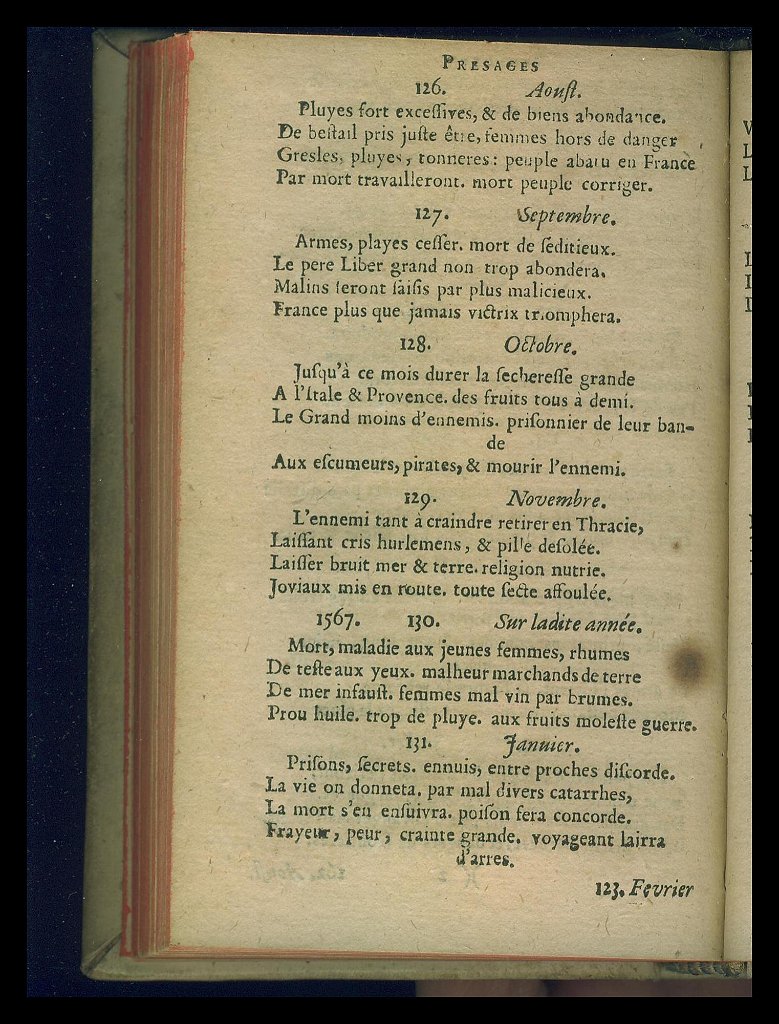 PRESAGES
126. Aouſt.
Pluyes fort exceſſives, & de biens abondance.
De beſtail pris juſte être, femmes hors de danger
Greſles, pluyes, tonneres: peuple abatu en France
Par mort travailleront. mort peuple corriger.
127. Septembre.
Armes, playes ceſſer. mort de ſéditieux.
Le pere Liber grand non trop abondera.
Malins ſeront ſaiſis par plus malicieux.
France plus que jamais victrix triomphera.
128. Octobre.
Juſqu'à ce mois durer la ſechereſſe grande
A l'Itale & Provence. des fruits tous à demi.
Le Grand moins d'ennemis. priſonnier de leur ban-
de
Aux eſcumeurs, pirates, & mourir l'ennemi.
129. Novembre.
L'ennemi tant à craindre retirer en Thracie,
Laiſſant cris hurlemens, & pille deſolée.
Laiſſer bruit mer & terre. religion nutrie.
Joviaux mis en route. toute ſecte affoulée.
1567. 130. Sur ladite année.
Mort, maladie aux jeunes femmes, rhumes
De teſte aux yeux. malheur marchands de terre
De mer infauſt. femmes mal vin par brumes.
Prou huile. trop de pluye. aux fruits moleſte guerre.
131. Janvier.
Priſons, ſecrets. ennuis, entre proches diſcorde.
La vie on donneta. par mal divers catarrhes,
La mort s'en enſuivra. poiſon fera concorde.
Frayeur, peur, crainte grande. voyageant lairra
d'arres.
123. Fevrier